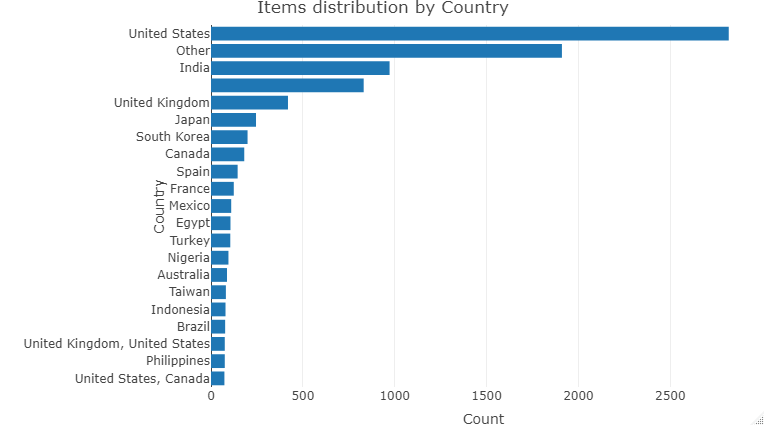 Items distribution by Country
United States
Other
India
United Kingdom
Japan
South Korea
Canada
Spain
France
Mexico
Egypt
Turkey
Nigeria
Australia
Taiwan
Indonesia
Brazil
United Kingdom, United States
Philippines
United States, Canada
Country
0 500 1000 1500 2000 2500
Count